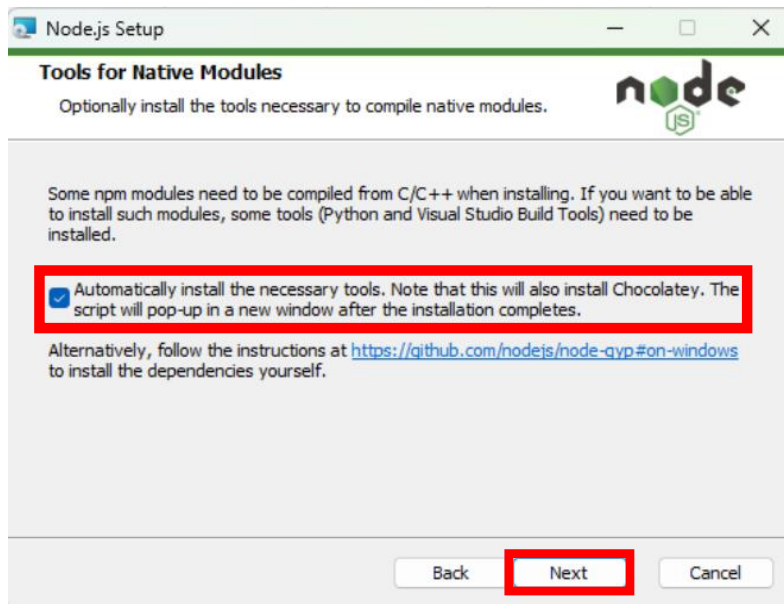 Node.js Setup
Tools for Native Modules
Optionally install the tools necessary to compile native modules.
node
JS
Some npm modules need to be compiled from C/C++ when installing. If you want to be able
to install such modules, some tools (Python and Visual Studio Build Tools) need to be
installed.
Automatically install the necessary tools. Note that this will also install Chocolatey. The
script will pop-up in a new window after the installation completes.
Alternatively, follow the instructions at https://github.com/nodejs/node-gyp#on-windows
to install the dependencies yourself.
Back
Next
Cancel